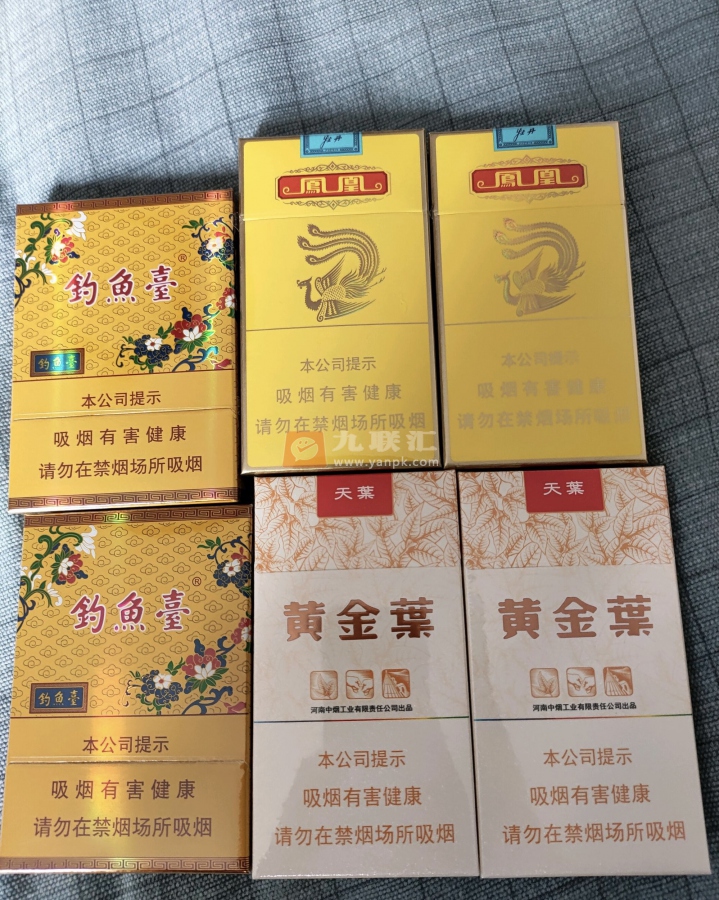 釣魚臺®
釣魚臺
本公司提示
吸烟有害健康
请勿在禁烟场所吸烟
牡丹
鳳凰
本公司提示
吸烟有害健康
请勿在禁烟场所吸烟
牡丹
鳳凰
本公司提示
吸烟有害健康
请勿在禁烟场所吸烟
九联汇
www.yanpk.com
釣魚臺®
釣魚臺
本公司提示
吸烟有害健康
请勿在禁烟场所吸烟
天葉
黄金葉
河南中烟工业有限责任公司出品
本公司提示
吸烟有害健康
请勿在禁烟场所吸烟
天葉
黄金葉
河南中烟工业有限责任公司出品
本公司提示
吸烟有害健康
请勿在禁烟场所吸烟